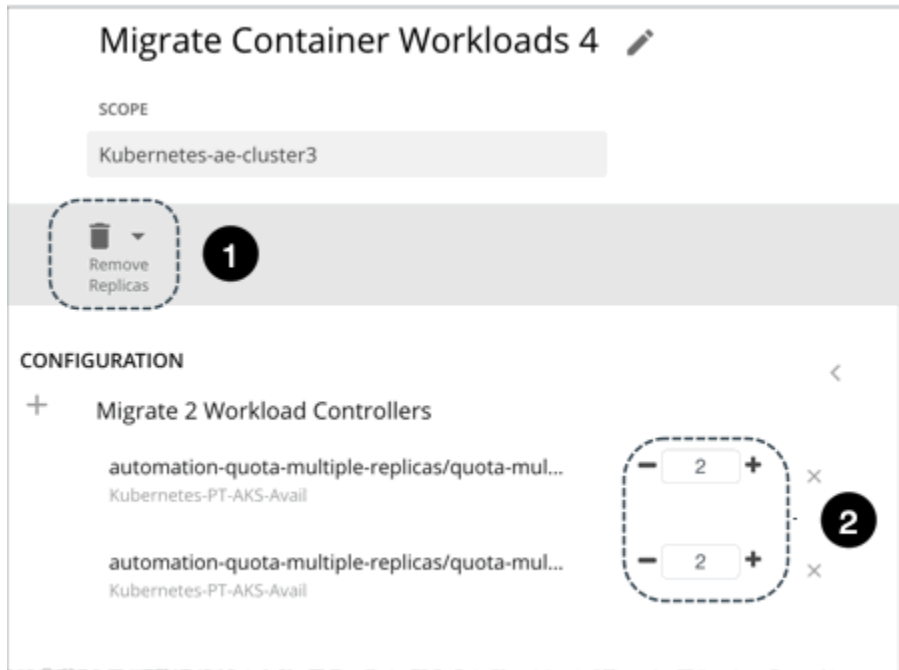 Migrate Container Workloads 4
SCOPE
Kubernetes-ae-cluster3
Remove
Replicas
1
CONFIGURATION
+ Migrate 2 Workload Controllers
automation-quota-multiple-replicas/quota-mul... 2
Kubernetes-PT-AKS-Avail
2
automation-quota-multiple-replicas/quota-mul... 2
Kubernetes-PT-AKS-Avail